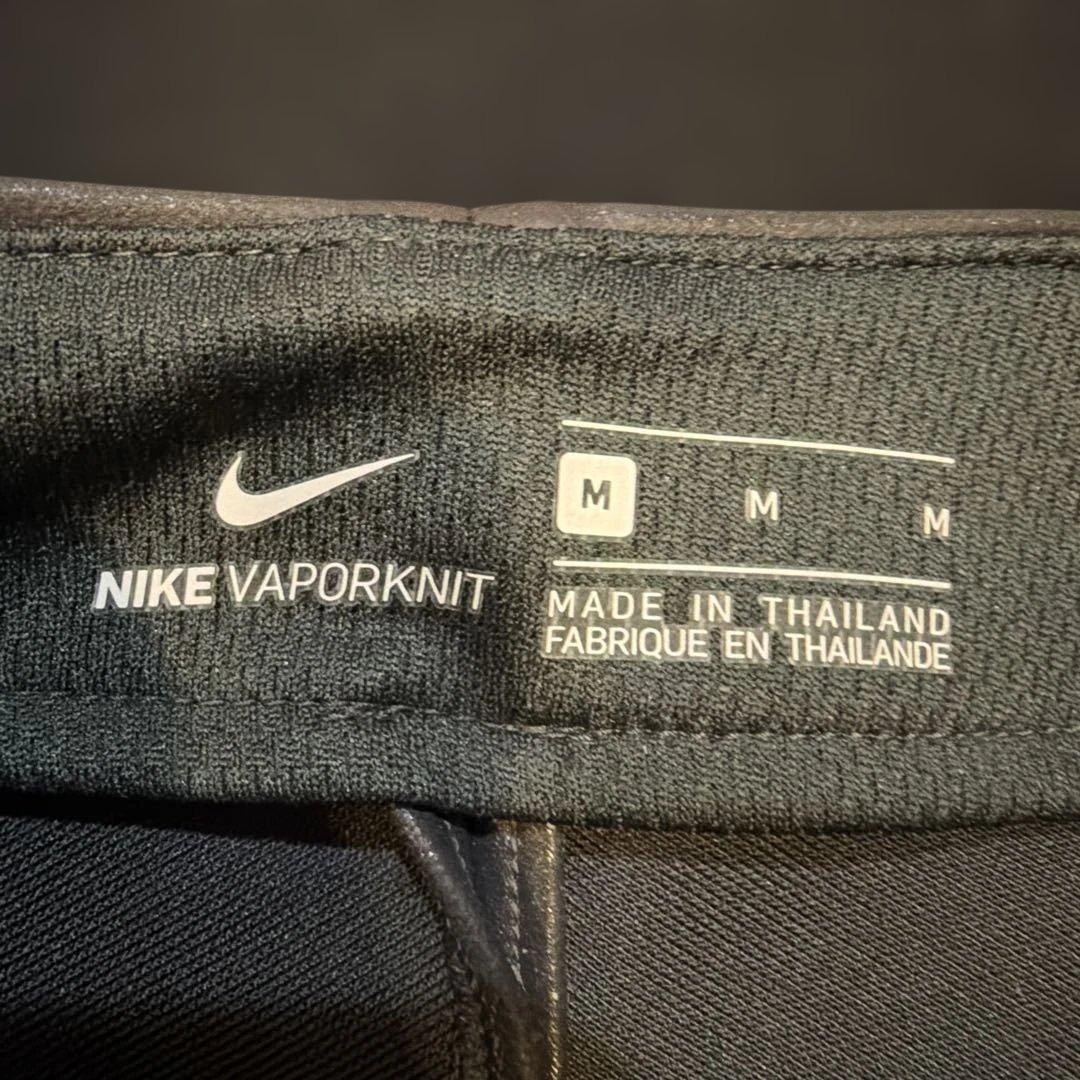 NIKE VAPORKNIT
M M M
MADE IN THAILAND
FABRIQUE EN THAILANDE